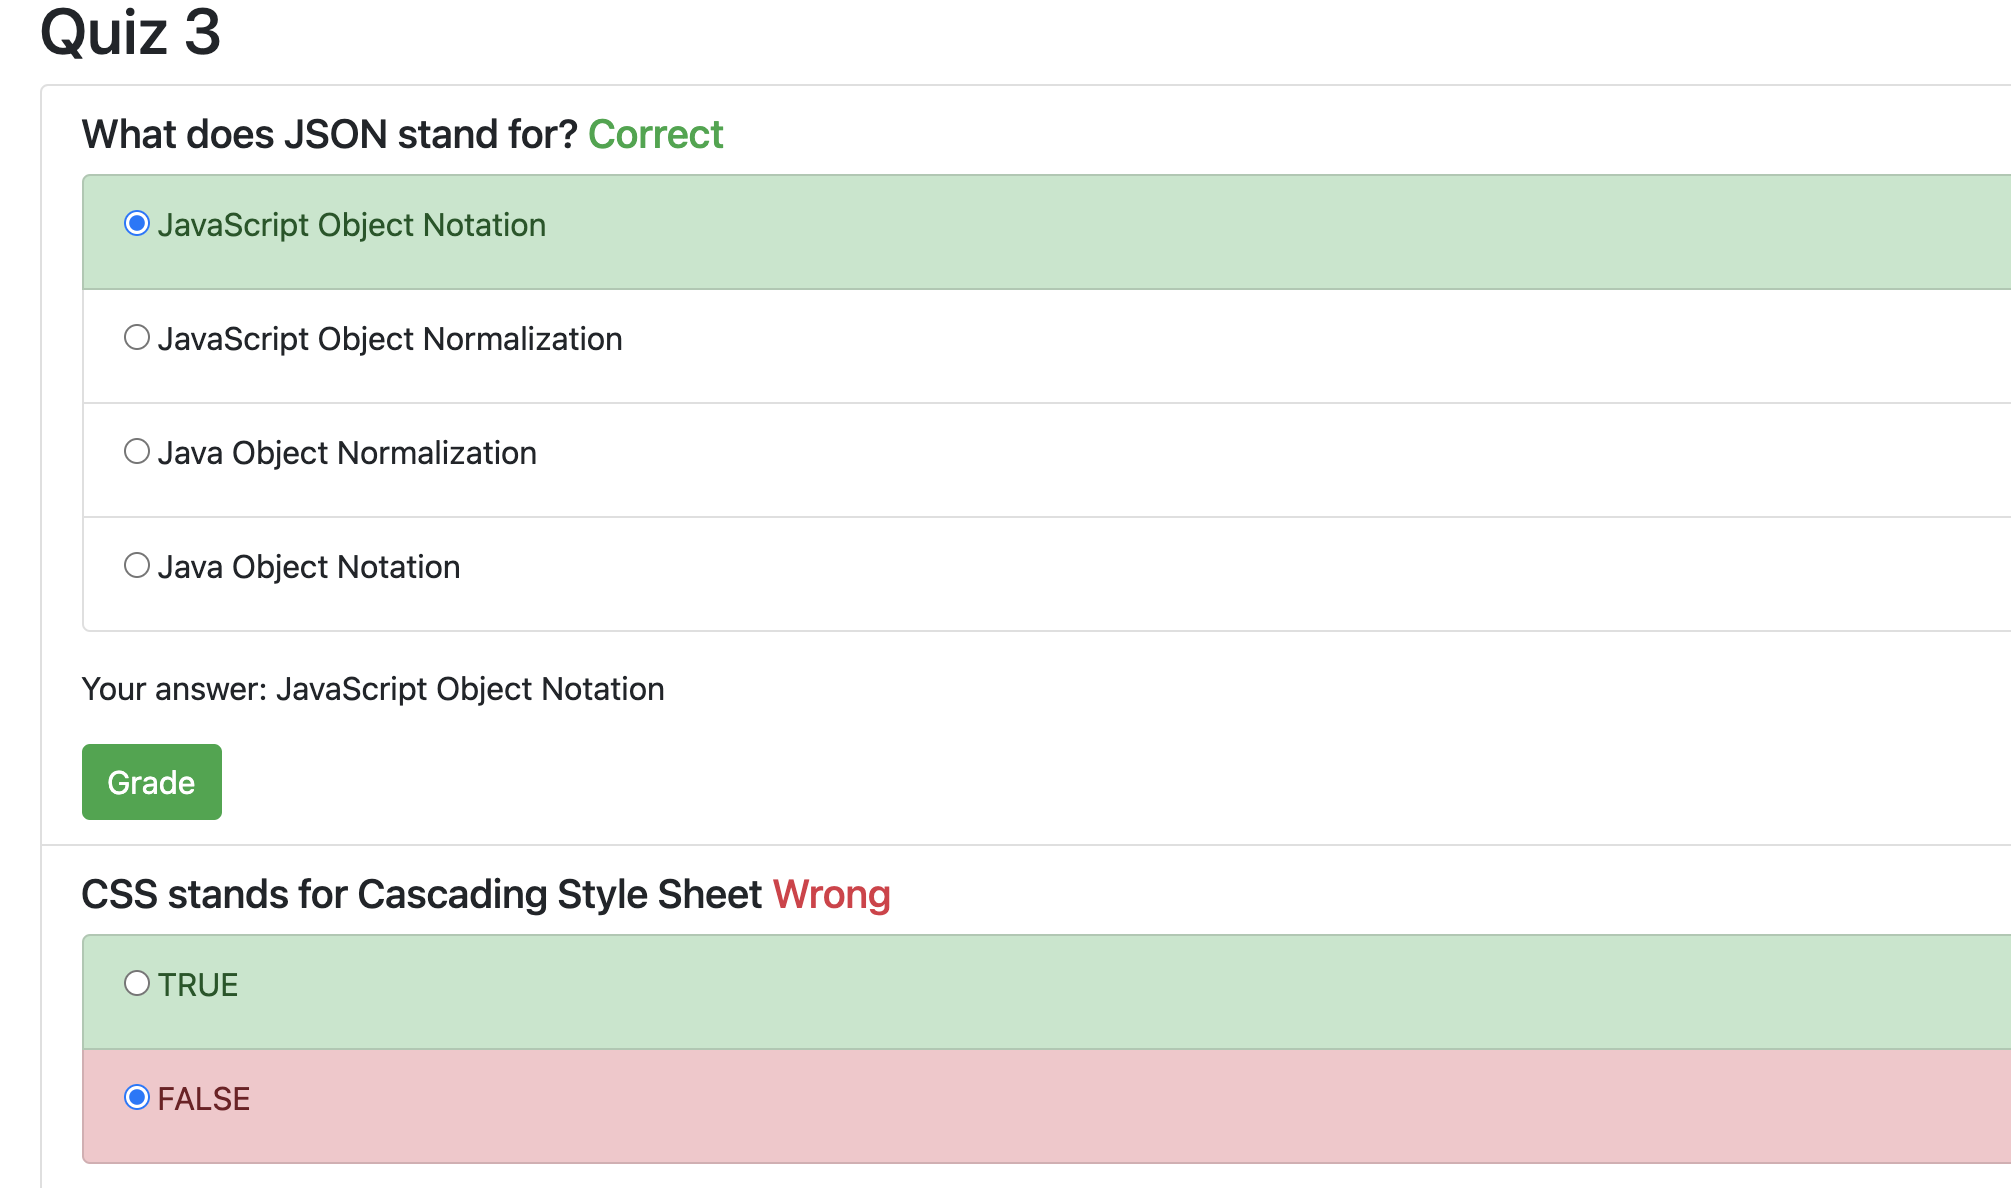 Quiz 3
What does JSON stand for? Correct
JavaScript Object Notation
JavaScript Object Normalization
Java Object Normalization
Java Object Notation
Your answer: JavaScript Object Notation
Grade
CSS stands for Cascading Style Sheet Wrong
TRUE
FALSE